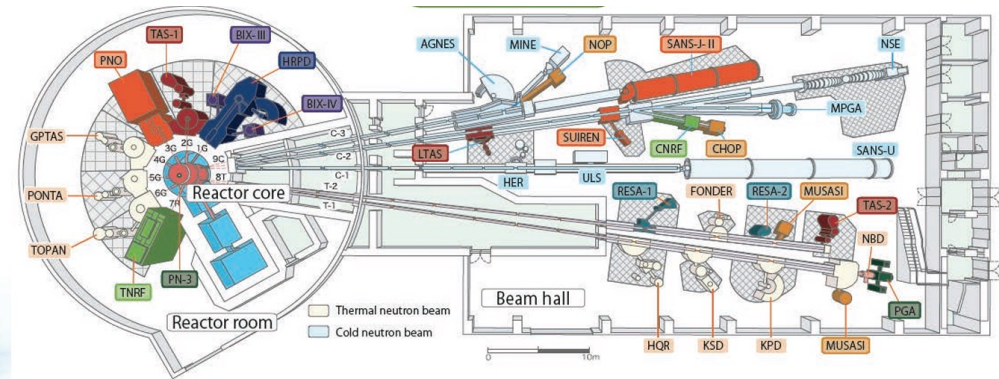 TAS-1
BIX-III
PNO
HRPD
BIX-IV
GPTAS
PONTA
TOPAN
TNRF
PN-3
3G
2G
1G
4G
5G
6G
7R
9C
8T
Reactor core
Reactor room
C-3
C-2
C-1
T-2
T-1
AGNES
MINE
NOP
SANS-J- II
NSE
MPGA
LTAS
SUIREN
CNRF
CHOP
SANS-U
HER
ULS
RESA-1
FONDER
RESA-2
MUSASI
TAS-2
NBD
PGA
Beam hall
HQR
KSD
KPD
MUSASI
Thermal neutron beam
Cold neutron beam
0
10m